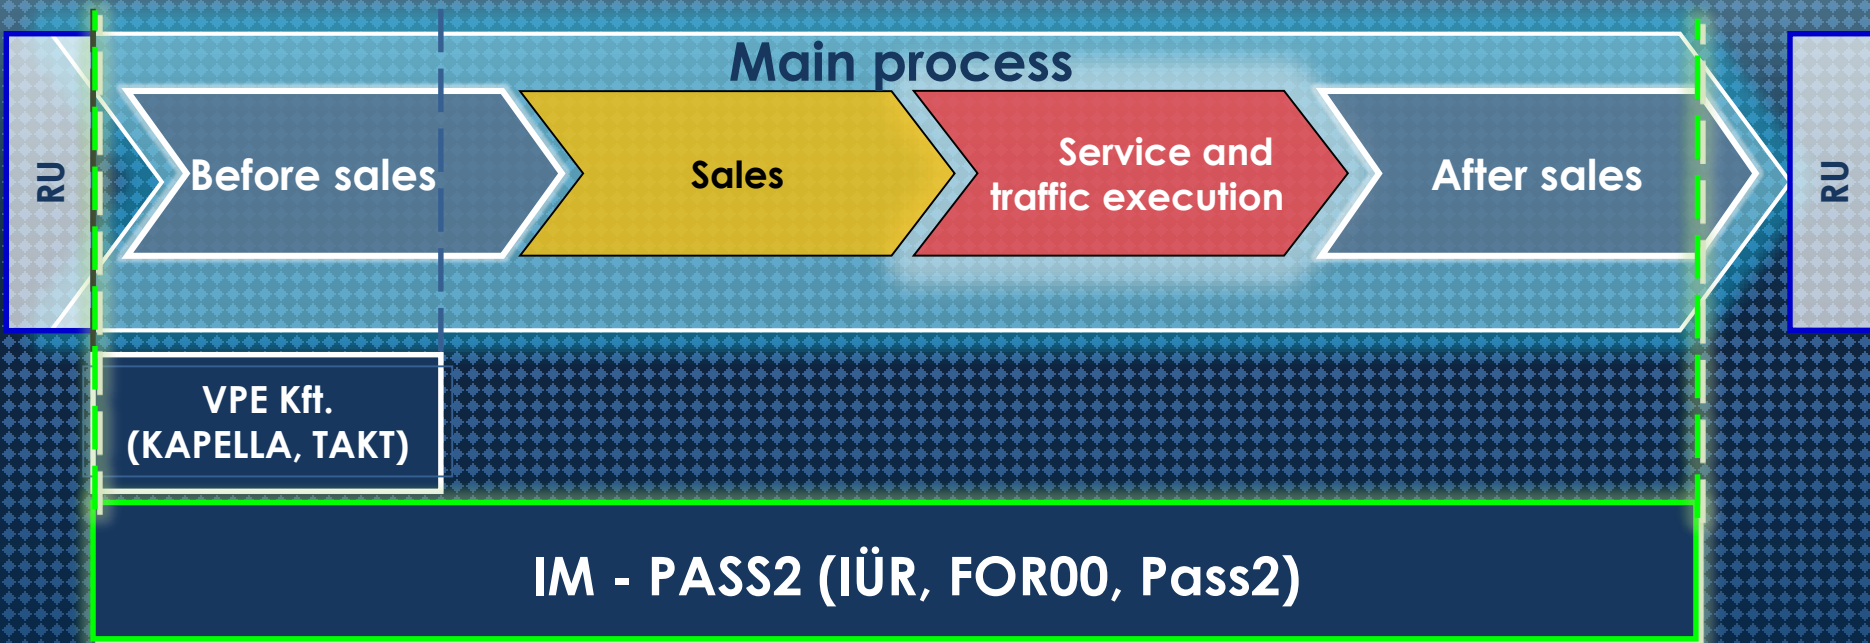 Main process
RU
Before sales
Sales
Service and
traffic execution
After sales
RU
VPE Kft.
(KAPELLA, TAKT)
IM - PASS2 (IÜR, FOR00, Pass2)